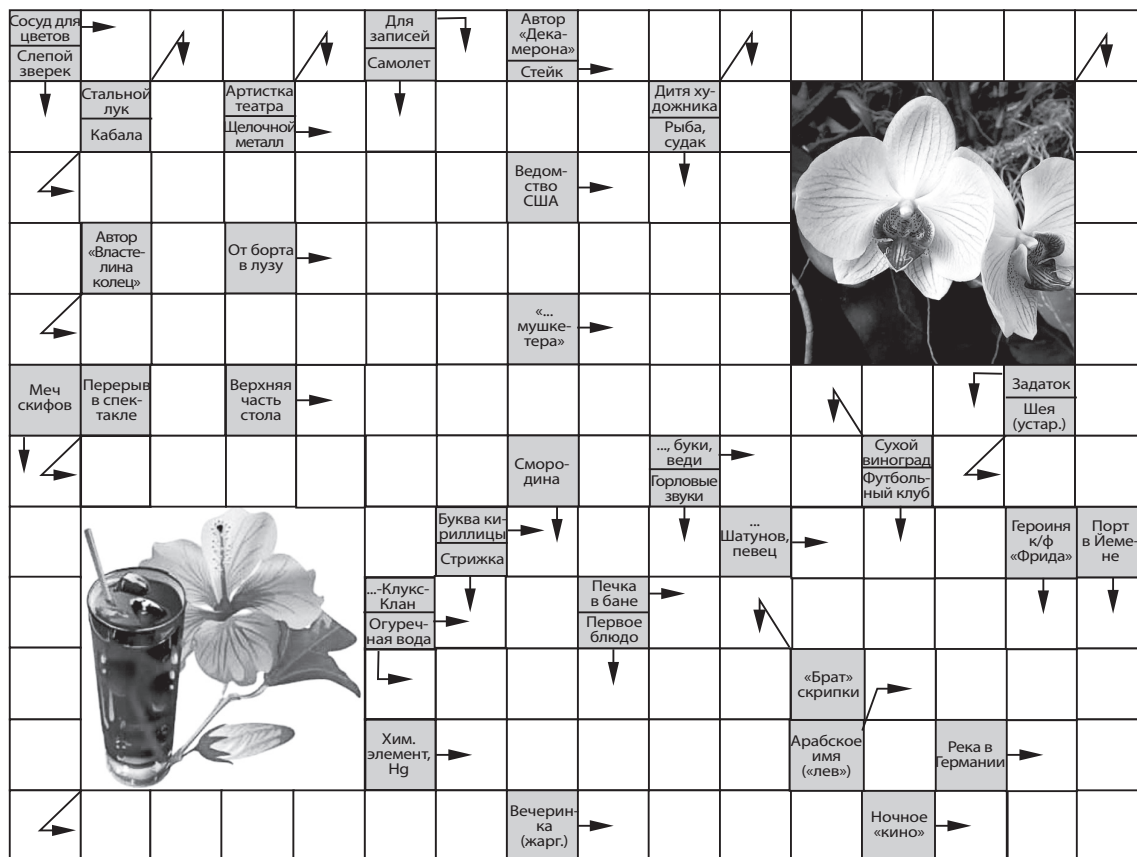 Сосуд для
цветов
Слепой
зверек
Для
записей
Самолет
Автор
«Дека-
мерона»
Стейк
Стальной
лук
Кабала
Артистка
театра
Щелочной
металл
Дитя ху-
дожника
Рыба,
судак
Ведом-
ство
США
Автор
«Власте-
лина
колец»
От борта
в лузу
«...
мушке-
тера»
Меч
скифов
Перерыв
в спек-
такле
Верхняя
часть
стола
Задаток
Шея
(устар.)
Сморо-
дина
..., буки,
веди
Горловые
звуки
Сухой
виноград
Футболь-
ный клуб
Буква ки-
риллицы
Стрижка
...
Шатунов,
певец
Героиня
к/ф
«Фрида»
Порт
в Йеме-
не
...-Клукс-
Клан
Огуреч-
ная вода
Печка
в бане
Первое
блюдо
«Брат»
скрипки
Хим.
элемент,
Hg
Арабское
имя
(«лев»)
Река в
Германии
Вечерин-
ка
(жарг.)
Ночное
«кино»